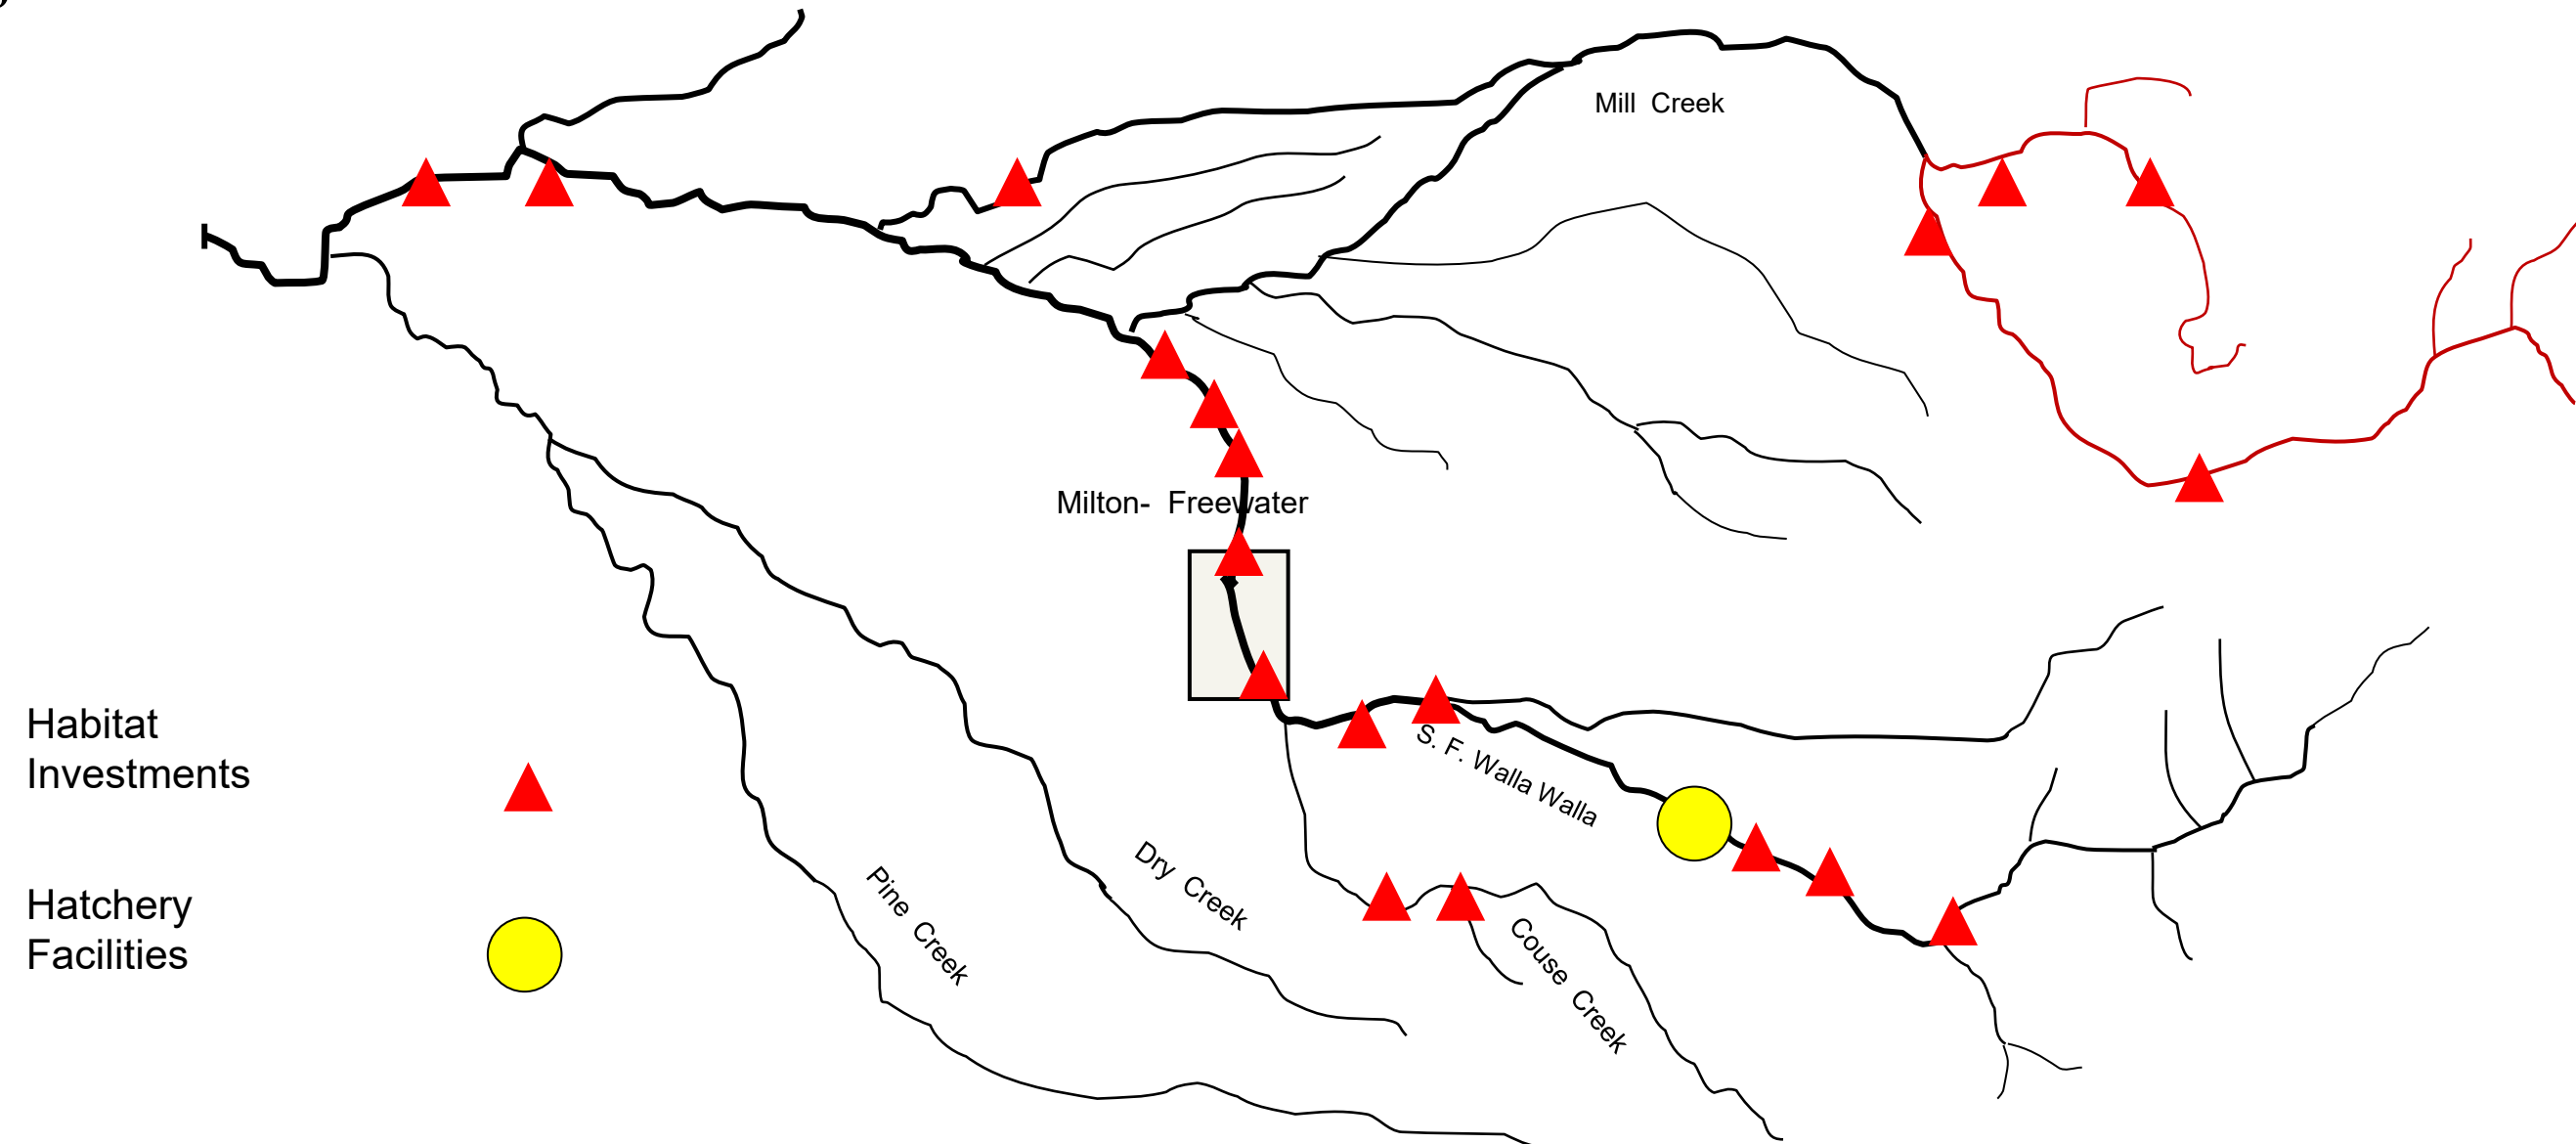 Mill Creek
Milton- Freewater
S. F. Walla Walla
Habitat
Investments
Dry Creek
Pine Creek
Hatchery
Facilities
Couse Creek